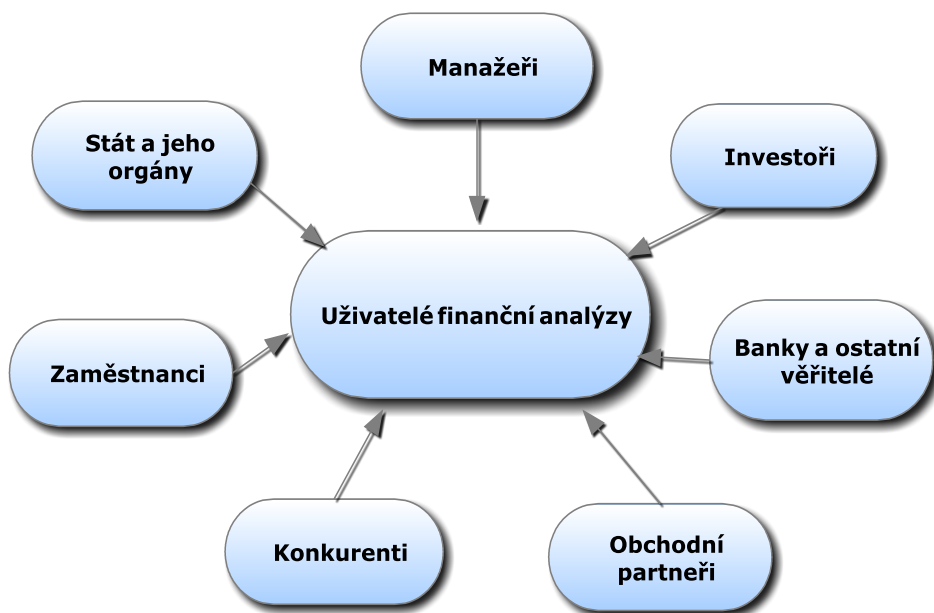 Manažeři
Stát a jeho
orgány
Investoři
Uživatelé finanční analýzy
Zaměstnanci
Banky a ostatní
věřitelé
Konkurenti
Obchodní
partneři